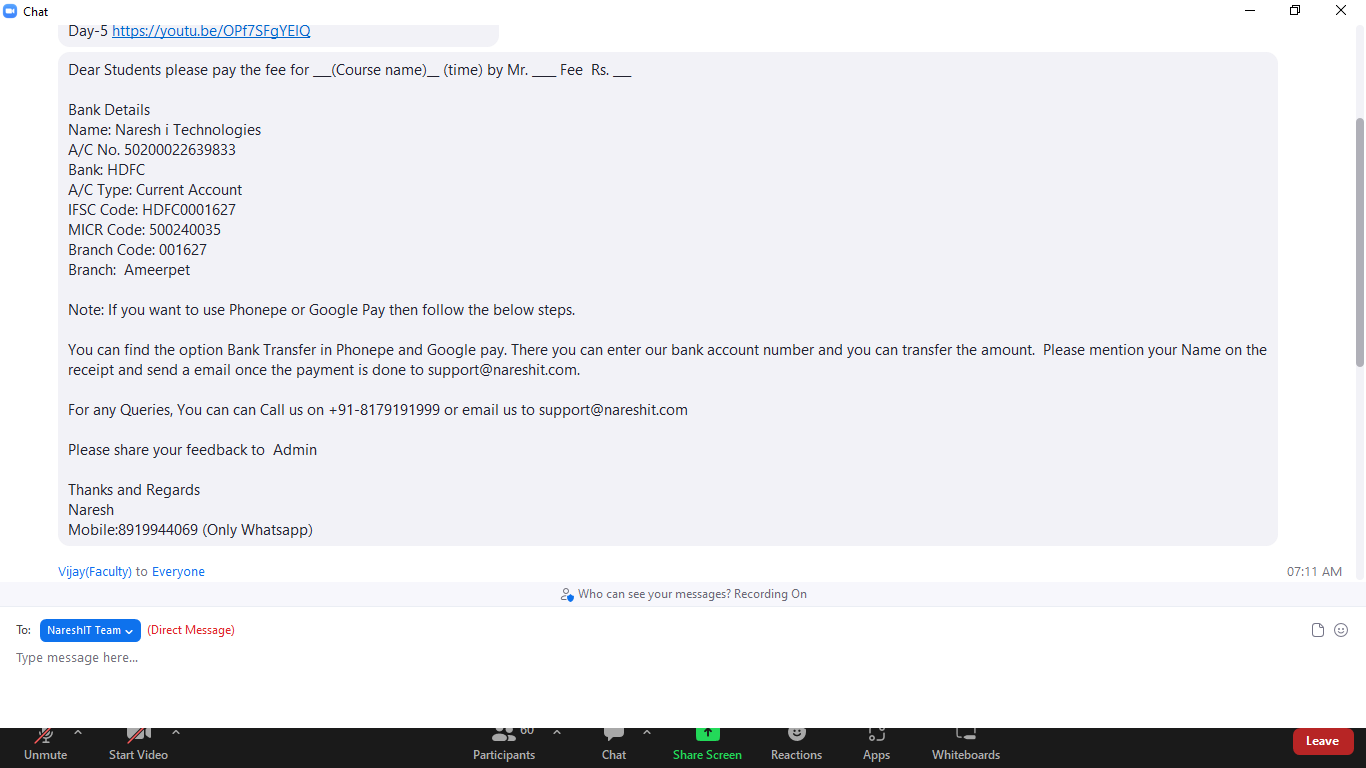 Chat
Day-5 https://youtu.be/OPf7SFgYEIQ
Dear Students please pay the fee for ___(Course name)__ (time) by Mr. ____ Fee  Rs. ___
Bank Details
Name: Naresh i Technologies
A/C No. 50200022639833
Bank: HDFC
A/C Type: Current Account
IFSC Code: HDFC0001627
MICR Code: 500240035
Branch Code: 001627
Branch:  Ameerpet
Note: If you want to use Phonepe or Google Pay then follow the below steps.
You can find the option Bank Transfer in Phonepe and Google pay. There you can enter our bank account number and you can transfer the amount.  Please mention your Name on the
receipt and send a email once the payment is done to support@nareshit.com.
For any Queries, You can can Call us on +91-8179191999 or email us to support@nareshit.com
Please share your feedback to  Admin
Thanks and Regards
Naresh
Mobile:8919944069 (Only Whatsapp)
Vijay(Faculty) to Everyone 07:11 AM
Who can see your messages? Recording On
To: NareshIT Team (Direct Message)
Type message here...
60
Unmute Start Video Participants Chat Share Screen Reactions Apps Whiteboards Leave